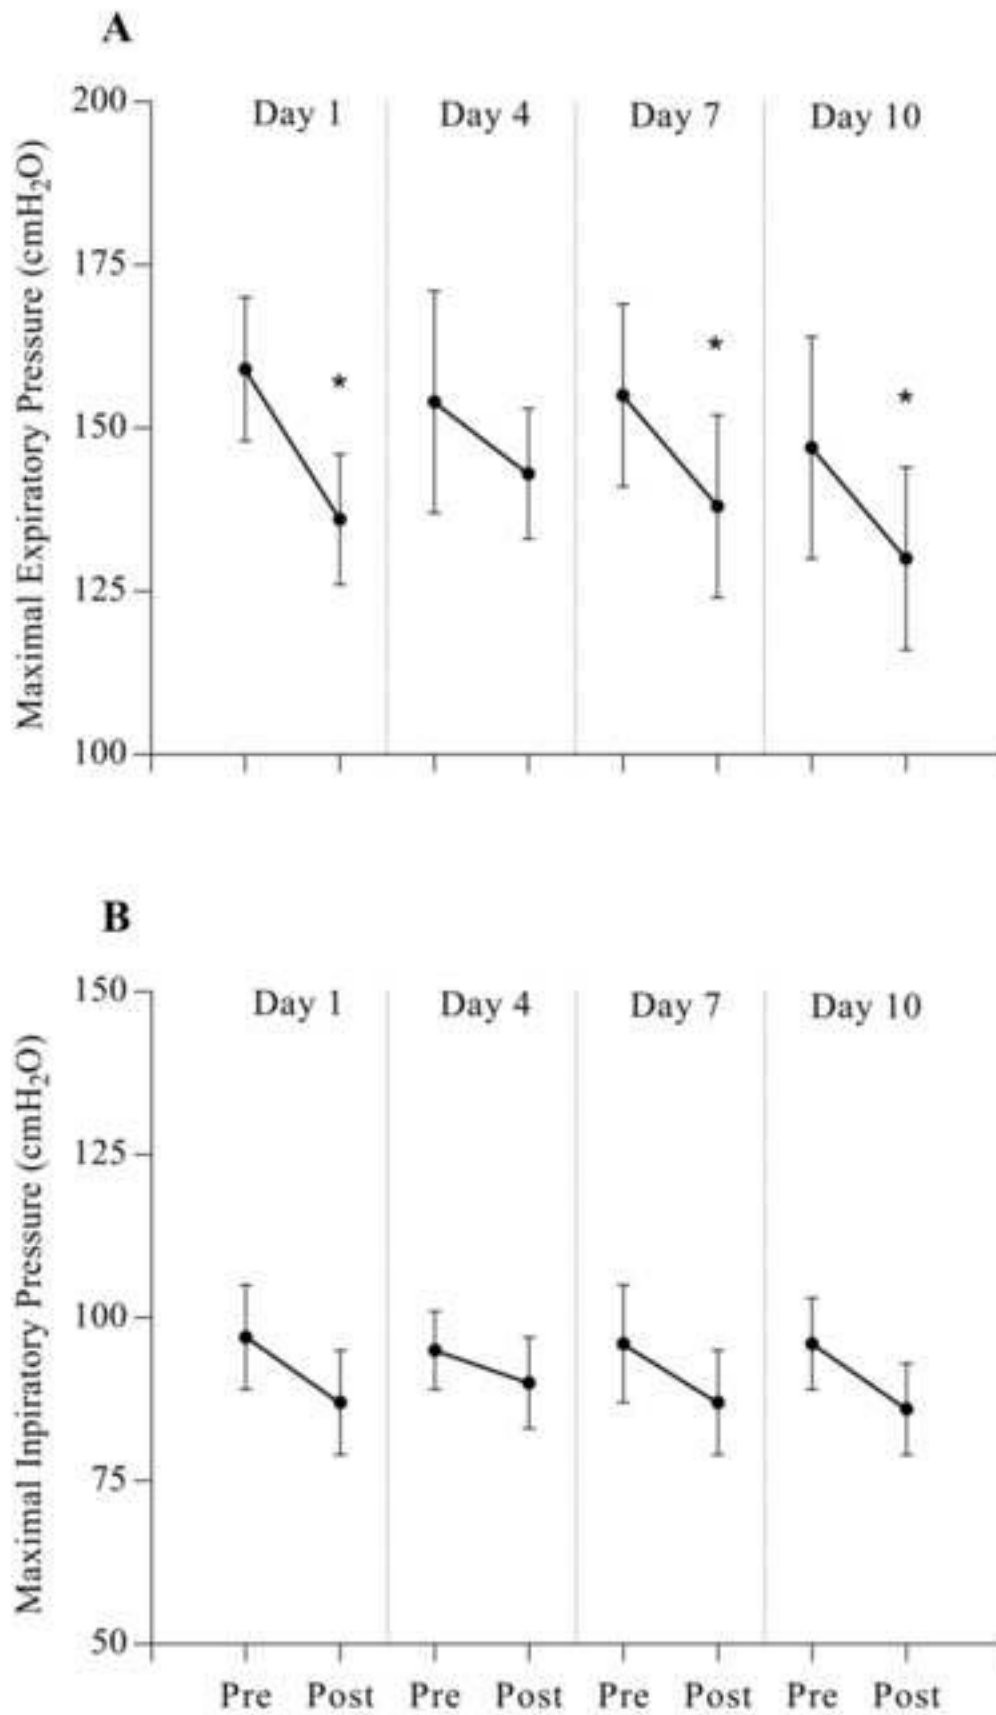 A
Maximal Expiratory Pressure (cmH₂O)
200
175
150
125
100
Day 1 Day 4 Day 7 Day 10
* * *
B
Maximal Inpiratory Pressure (cmH₂O)
150
125
100
75
50
Day 1 Day 4 Day 7 Day 10
Pre Post Pre Post Pre Post Pre Post